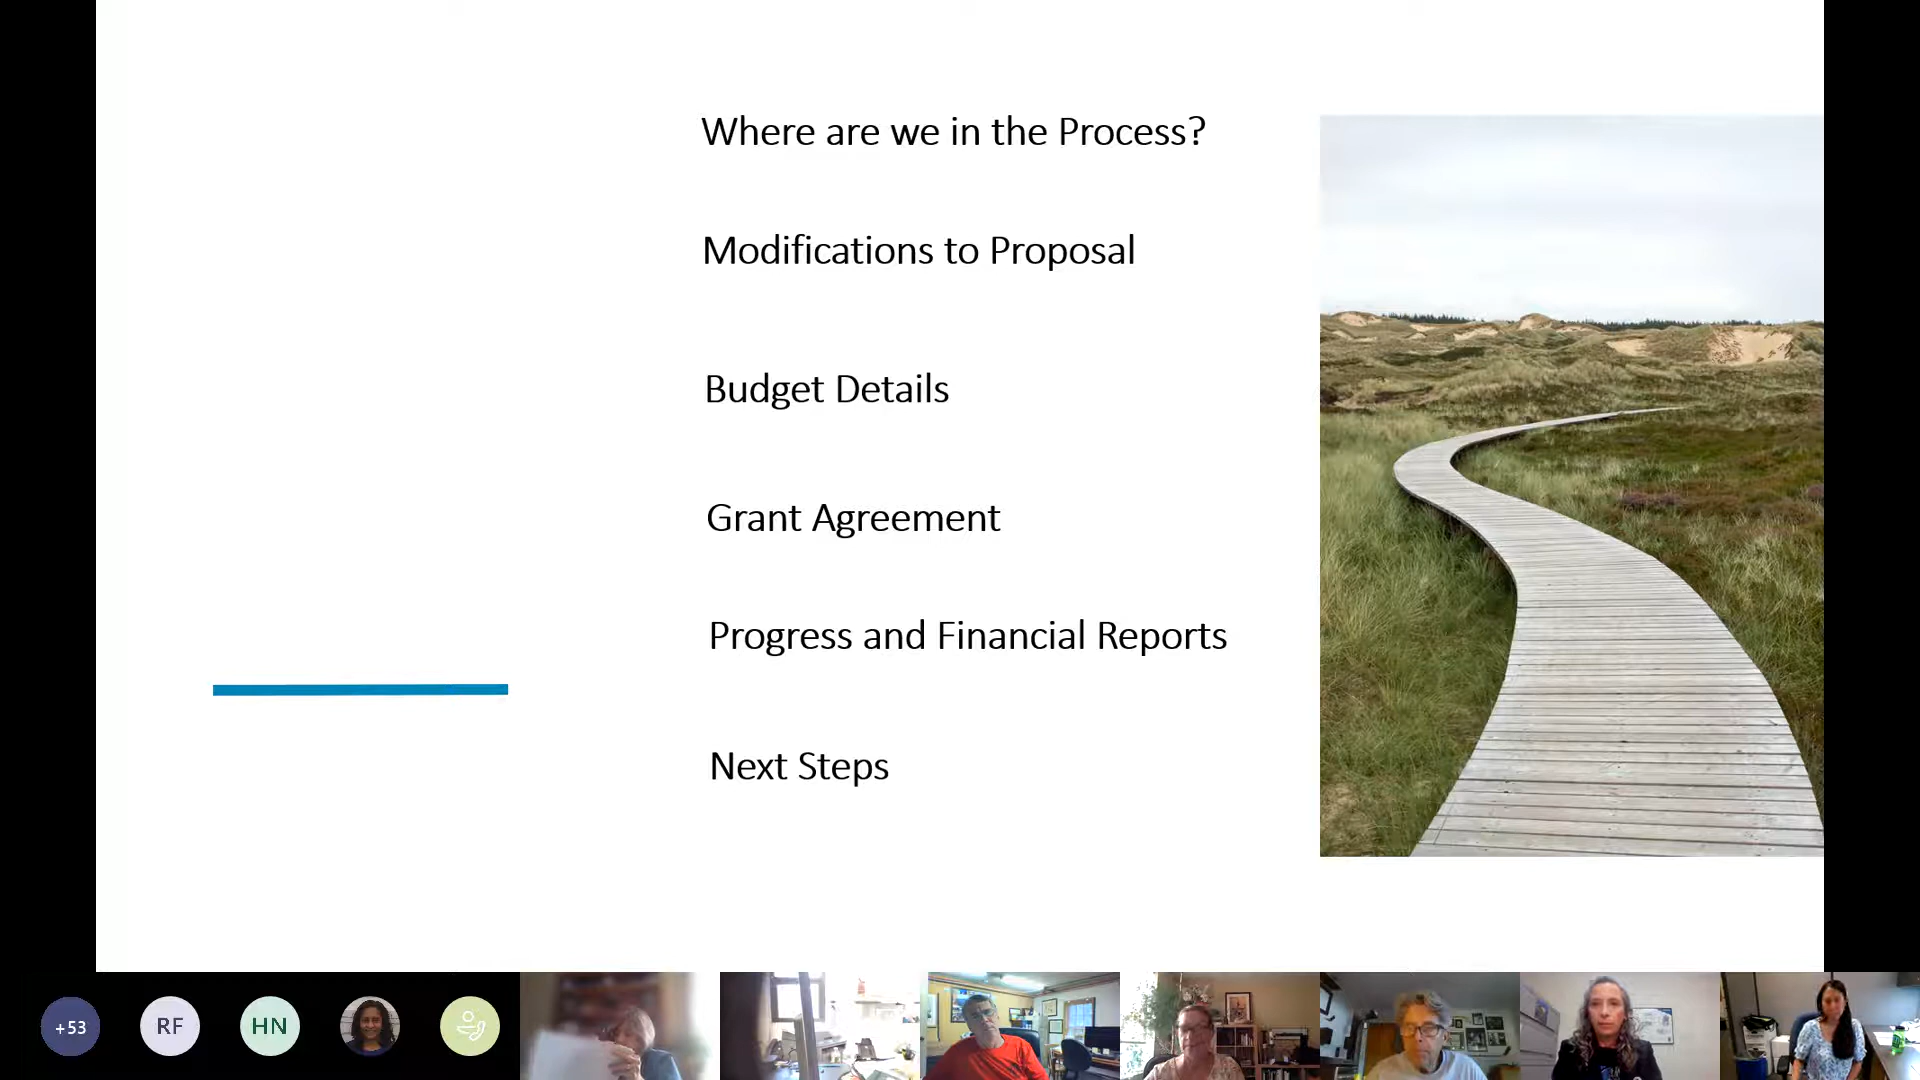 Where are we in the Process?
Modifications to Proposal
Budget Details
Grant Agreement
Progress and Financial Reports
Next Steps
+53
RF
HN